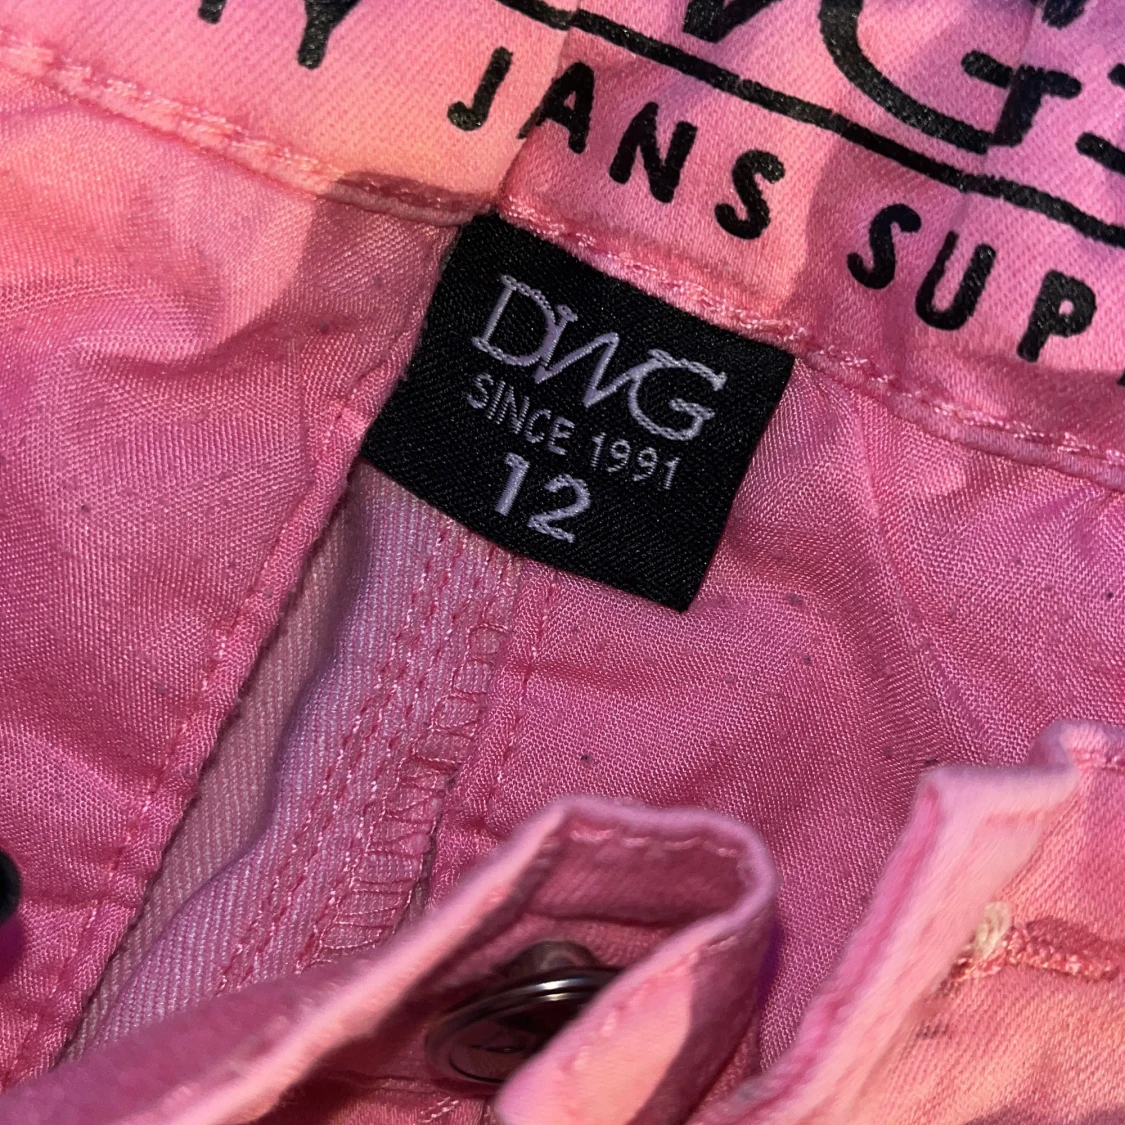 JANS SUP
DWG
SINCE 1991
12